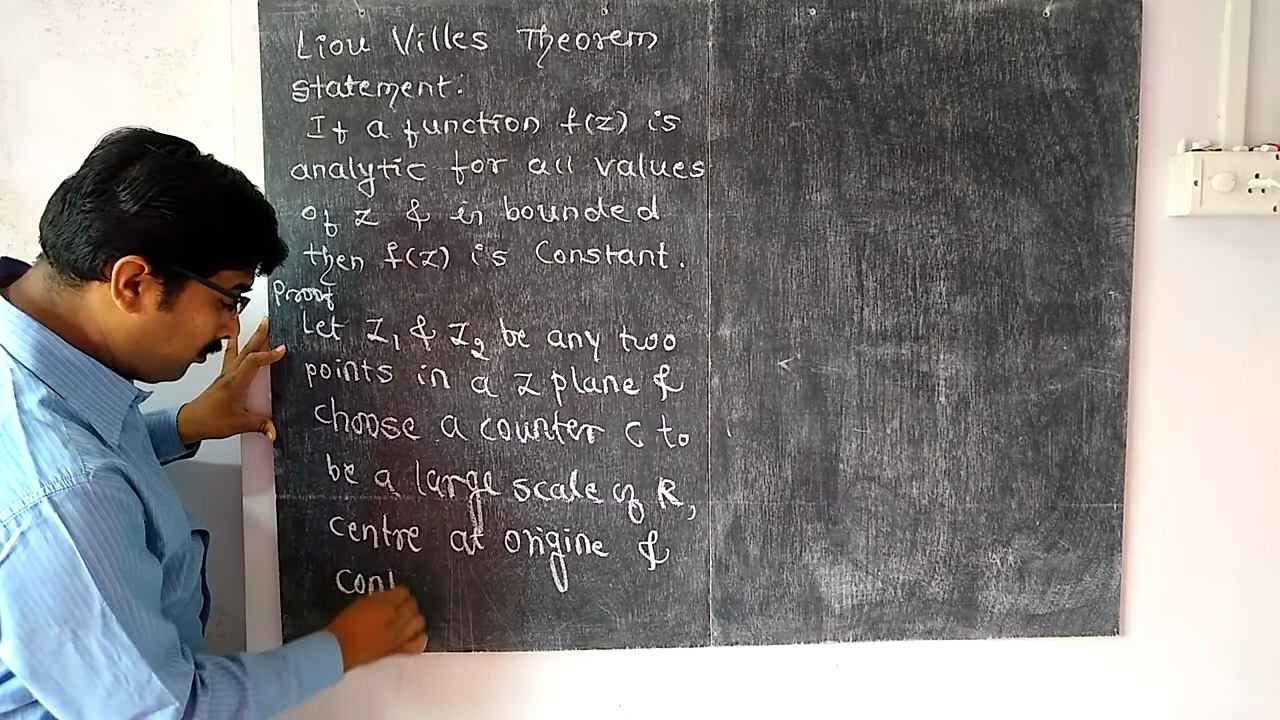 Liou Villes Theorem
statement:
If a function f(z) is
analytic for all values
of z & is bounded
then f(z) is Constant.
Proof
Let Z₁ & Z₂ be any two
points in a z plane &
choose a counter C to
be a large scale of R,
centre at origine &